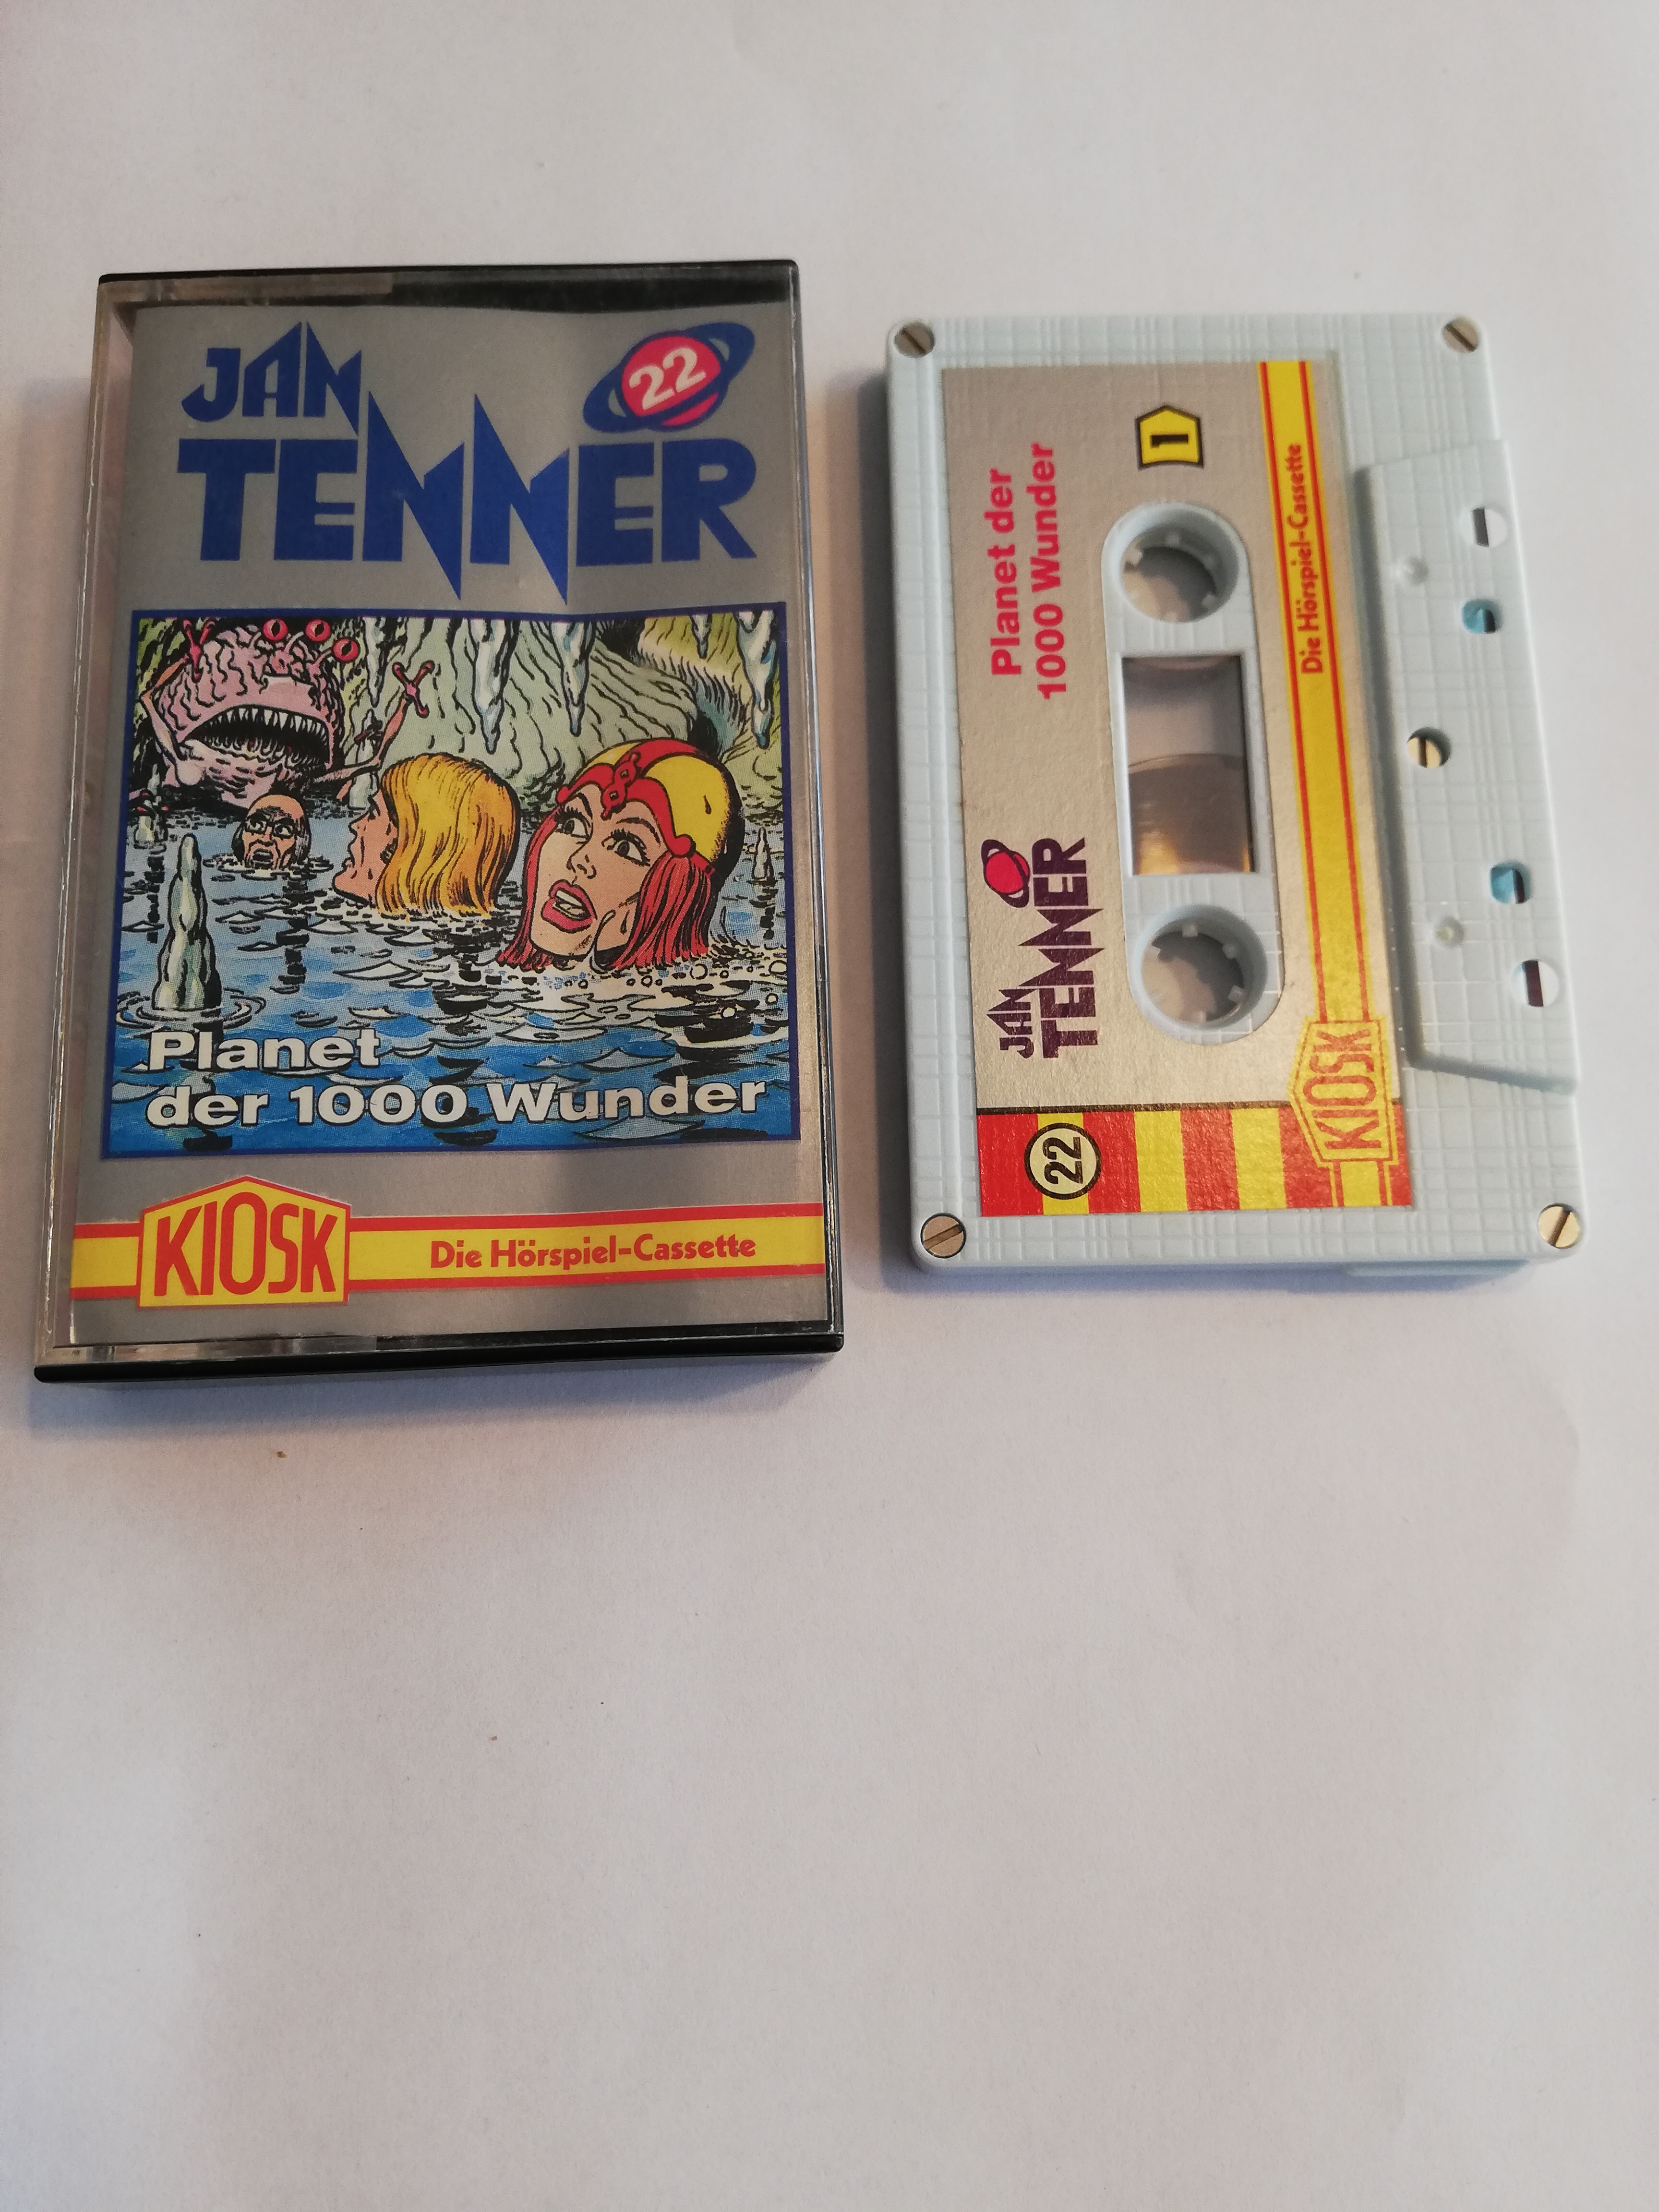 JAN
22
TENNER
Planet
der 1000 Wunder
KIOSK
Die Hörspiel-Cassette
22
JAN
TENNER
Planet der
1000 Wunder
1
KIOSK
Die Hörspiel-Cassette